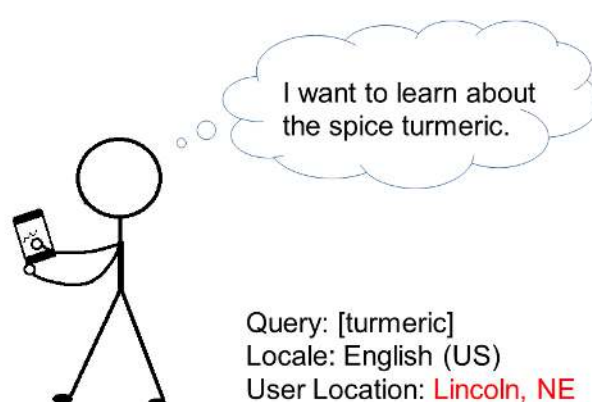 I want to learn about
the spice turmeric.
Query: [turmeric]
Locale: English (US)
User Location: Lincoln, NE